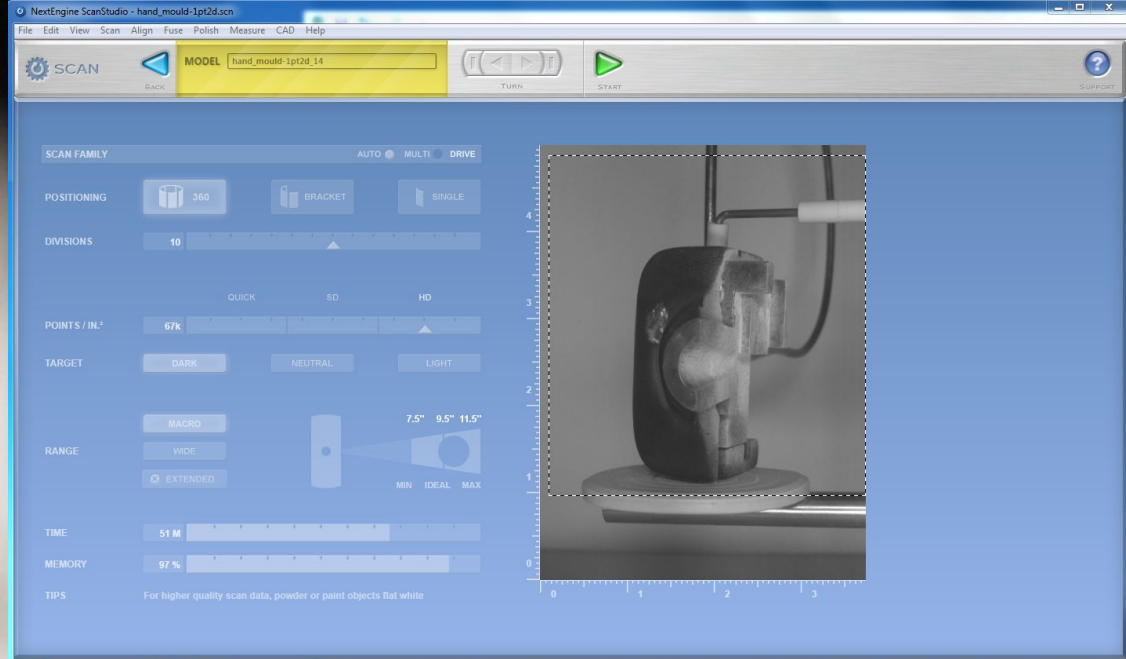 NextEngine ScanStudio - hand_mould-1pt2d.scn
File Edit View Scan Align Fuse Polish Measure CAD Help
SCAN
BACK
MODEL hand_mould-1pt2d_14
TURN
START
SUPPORT
SCAN FAMILY AUTO MULTI DRIVE
POSITIONING 360 BRACKET SINGLE
DIVISIONS 10
QUICK SD HD
POINTS / IN.² 67k
TARGET DARK NEUTRAL LIGHT
7.5" 9.5" 11.5"
MACRO
RANGE WIDE
EXTENDED
MIN IDEAL MAX
TIME 51 M
MEMORY 97 %
TIPS For higher quality scan data, powder or paint objects flat white
4
3
2
1
0
0 1 2 3